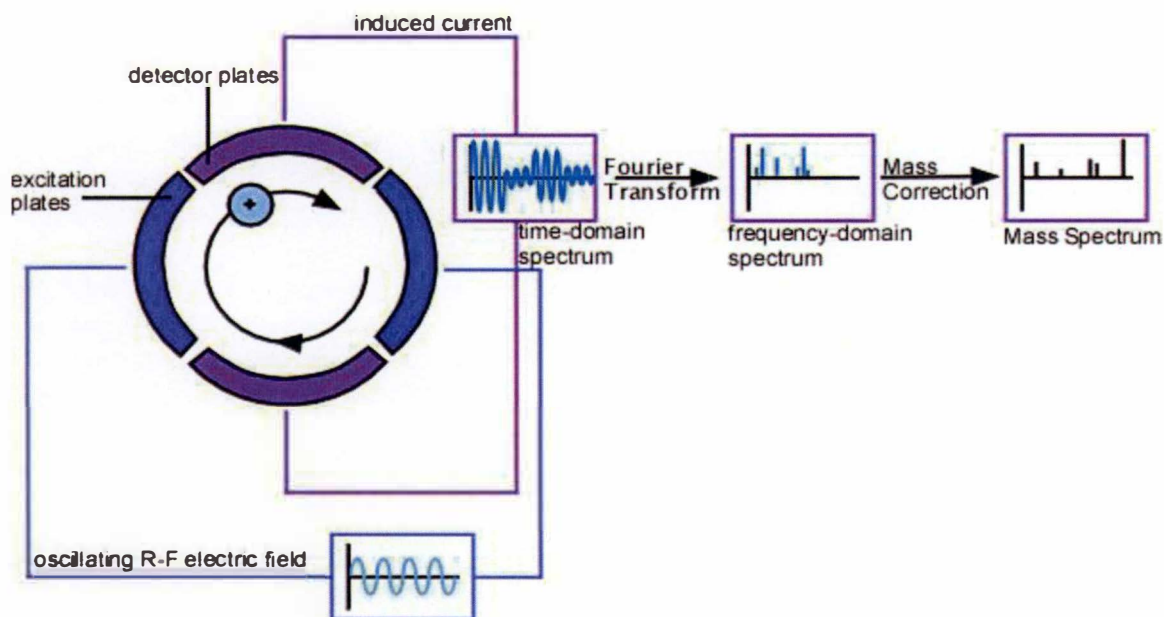 induced current
detector plates
excitation
plates
Fourier
Transform
Mass
Correction
time-domain
spectrum
frequency-domain
spectrum
Mass Spectrum
oscillating R-F electric field
+